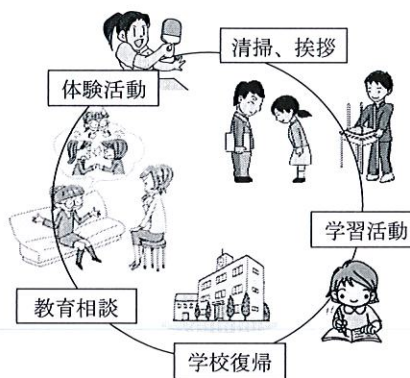 清掃、挨拶
体験活動
学習活動
教育相談
学校復帰